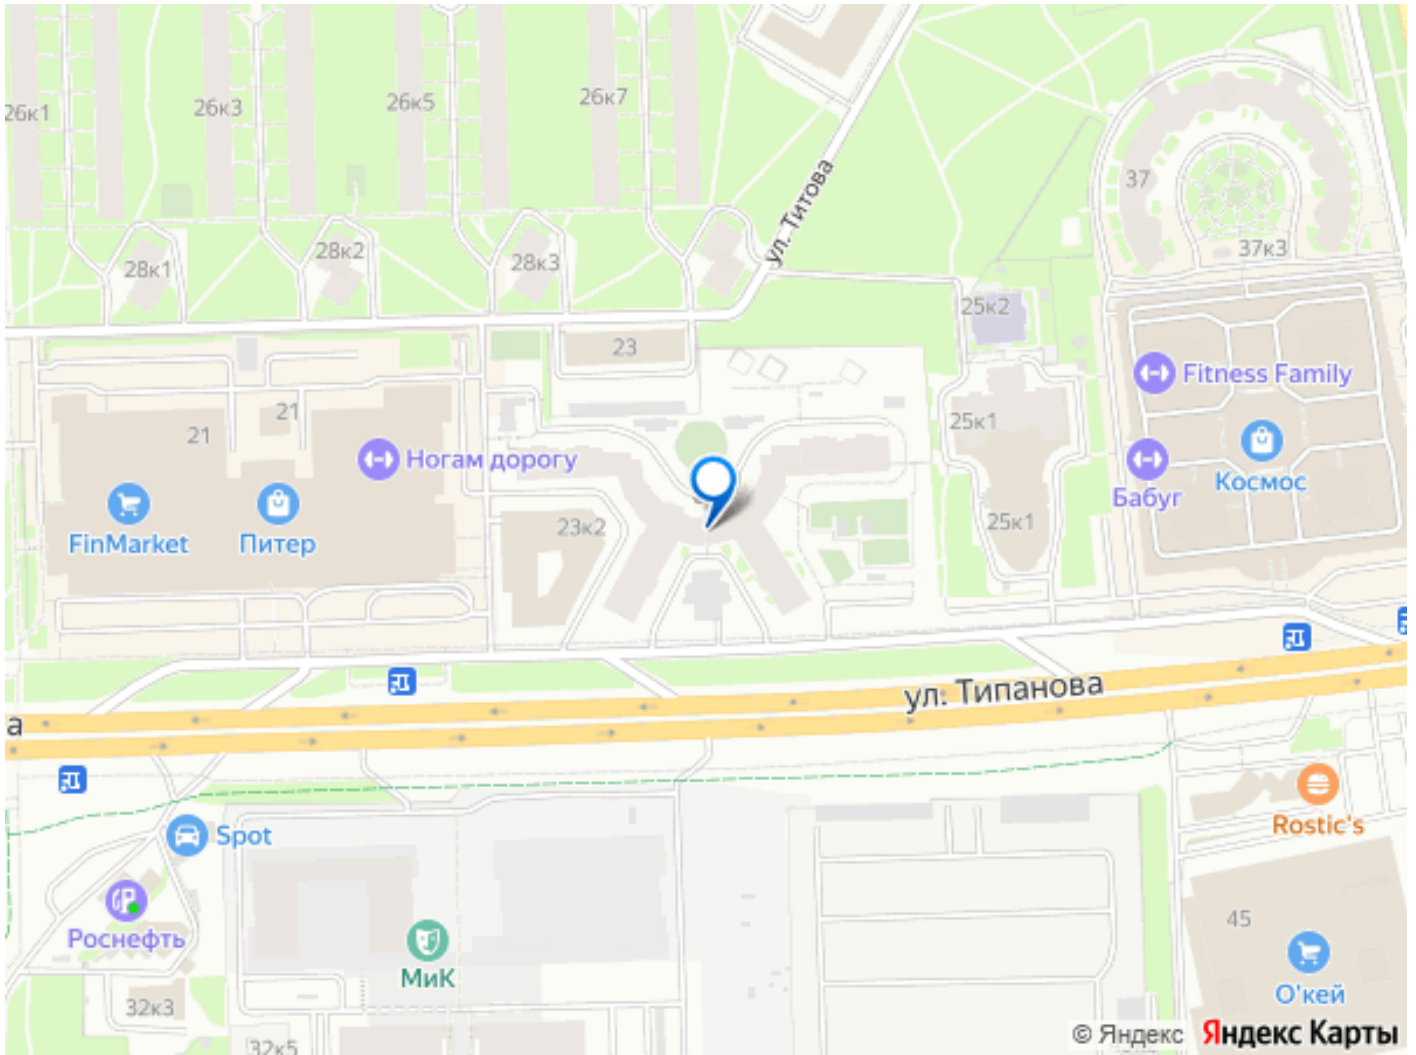 26к1
26к3
26к5
26к7
37
ул. Титова
37к3
28к1
28к2
28к3
25к2
23
Fitness Family
21
21
25к1
Ногам дорогу
Космос
Бабуг
FinMarket
Питер
23к2
25к1
ул. Типанова
а
Spot
Rostic's
Роснефть
45
МиК
О'кей
32к3
32к5
© Яндекс Яндекс Карты